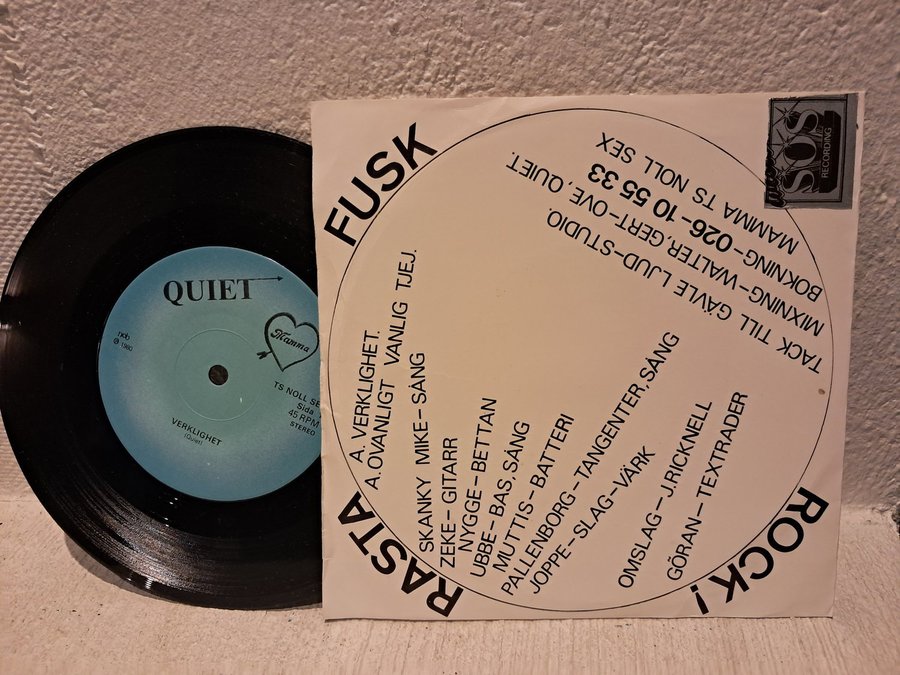 QUIET
Mamma
ncb
℗ 1980
TS NOLL
Sida
45 RPM
STEREO
VERKLIGHET
(Quiet)
FUSK
RASTA
ROCK!
A. VERKLIGHET.
A. OVANLIGT VANLIG TJEJ.
SKANKY MIKE–SÅNG
ZEKE–GITARR
NYGGE–BETTAN
UBBE–BAS, SÅNG
MUTTIS–BATTERI
PALLENBORG–TANGENTER, SÅNG
JOPPE–SLAG–VÄRK
OMSLAG–J.RICKNELL
GÖRAN–TEXTRADER
TACK TILL GÄVLE LJUD–STUDIO.
MIXNING–WALTER, GERT–OVE, QUIET.
BOKNING–026–10 55 33
MAMMA TS NOLL SEX
SOS
RECORDING